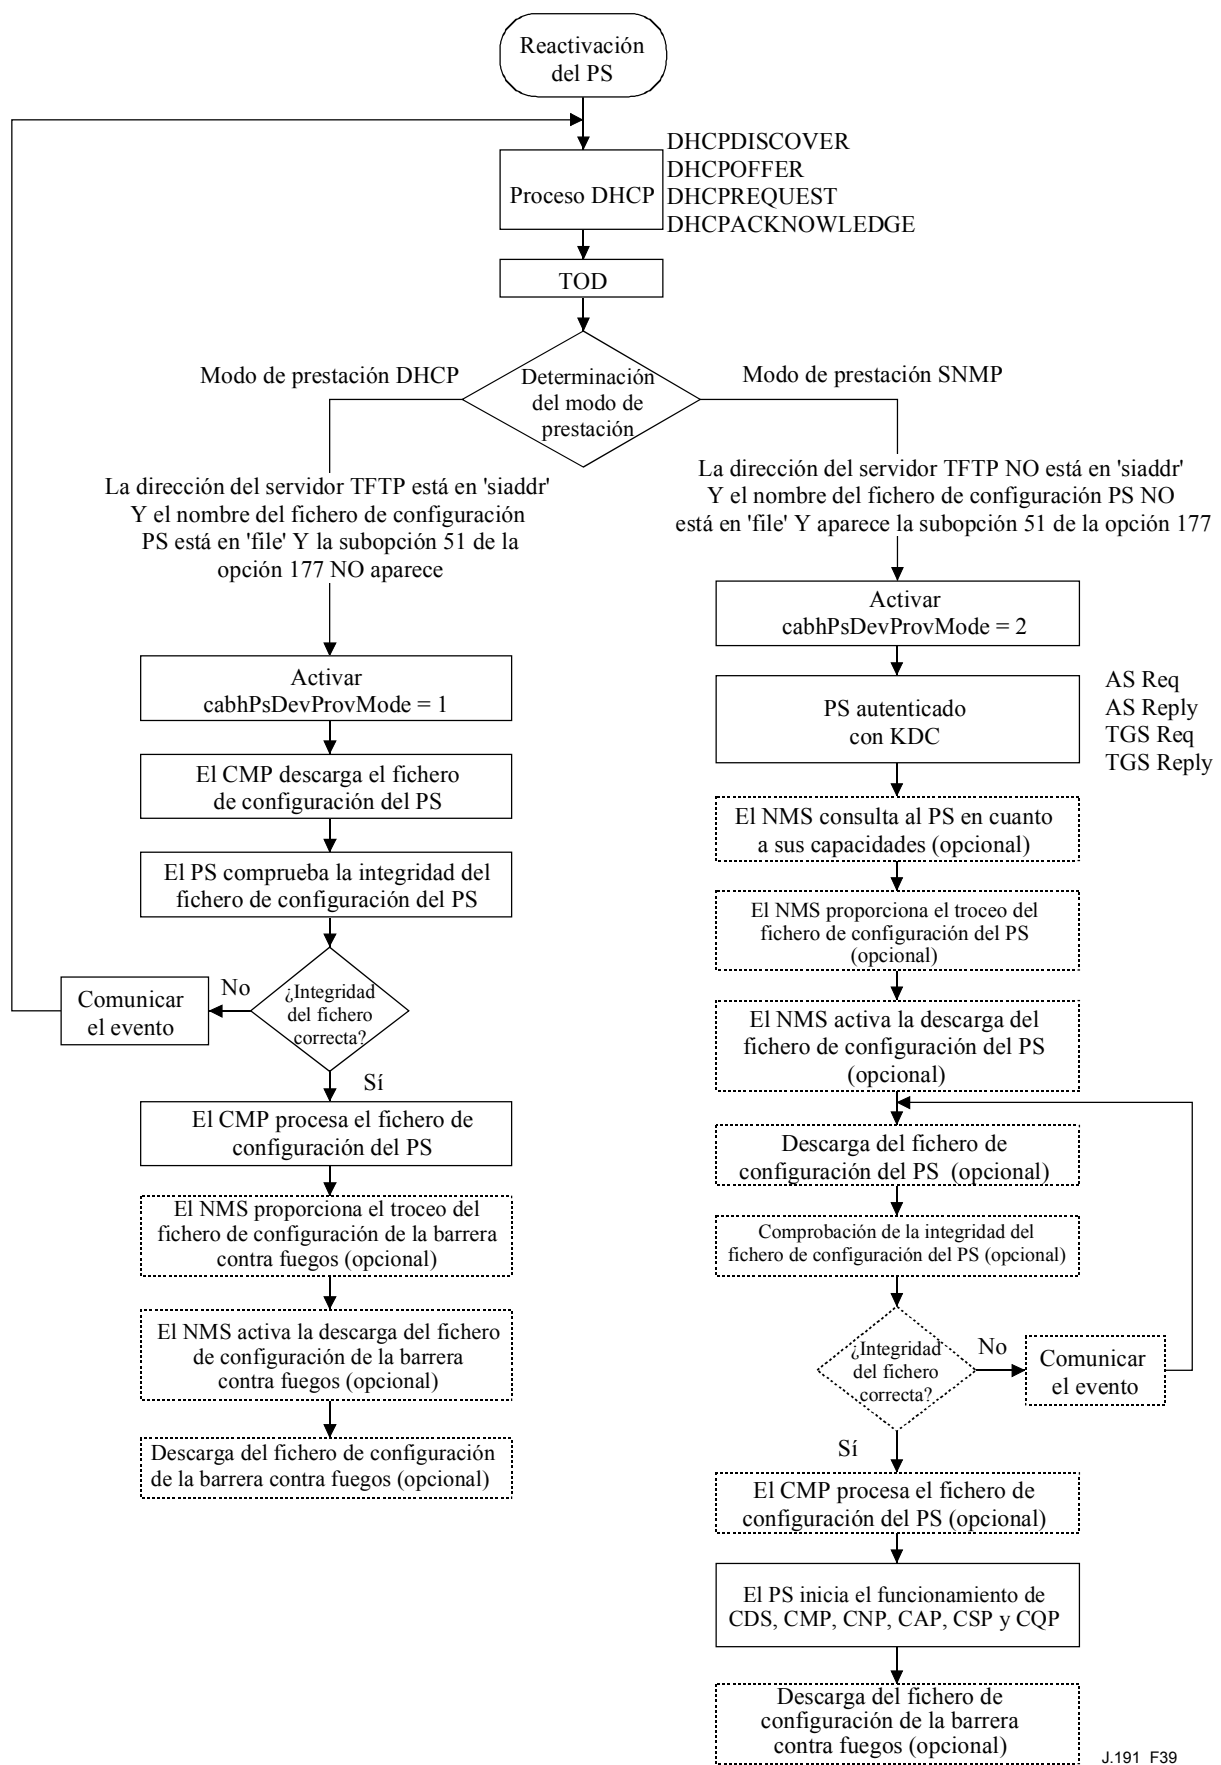 Reactivación
del PS
Proceso DHCP
DHCPDISCOVER
DHCPOFFER
DHCPREQUEST
DHCPACKNOWLEDGE
TOD
Modo de prestación DHCP
Determinación
del modo de
prestación
Modo de prestación SNMP
La dirección del servidor TFTP está en 'siaddr'
Y el nombre del fichero de configuración
PS está en 'file' Y la subopción 51 de la
opción 177 NO aparece
Activar
cabhPsDevProvMode = 1
El CMP descarga el fichero
de configuración del PS
El PS comprueba la integridad del
fichero de configuración del PS
¿Integridad
del fichero
correcta?
No
Comunicar
el evento
Sí
El CMP procesa el fichero de
configuración del PS
El NMS proporciona el troceo del
fichero de configuración de la barrera
contra fuegos (opcional)
El NMS activa la descarga del fichero
de configuración de la barrera
contra fuegos (opcional)
Descarga del fichero de configuración
de la barrera contra fuegos (opcional)
La dirección del servidor TFTP NO está en 'siaddr'
Y el nombre del fichero de configuración PS NO
está en 'file' Y aparece la subopción 51 de la opción 177
Activar
cabhPsDevProvMode = 2
PS autenticado
con KDC
AS Req
AS Reply
TGS Req
TGS Reply
El NMS consulta al PS en cuanto
a sus capacidades (opcional)
El NMS proporciona el troceo del
fichero de configuración del PS
(opcional)
El NMS activa la descarga del
fichero de configuración del PS
(opcional)
Descarga del fichero de
configuración del PS (opcional)
Comprobación de la integridad del
fichero de configuración del PS (opcional)
¿Integridad
del fichero
correcta?
No
Comunicar
el evento
Sí
El CMP procesa el fichero de
configuración del PS (opcional)
El PS inicia el funcionamiento de
CDS, CMP, CNP, CAP, CSP y CQP
Descarga del fichero de
configuración de la barrera
contra fuegos (opcional)
J.191_F39